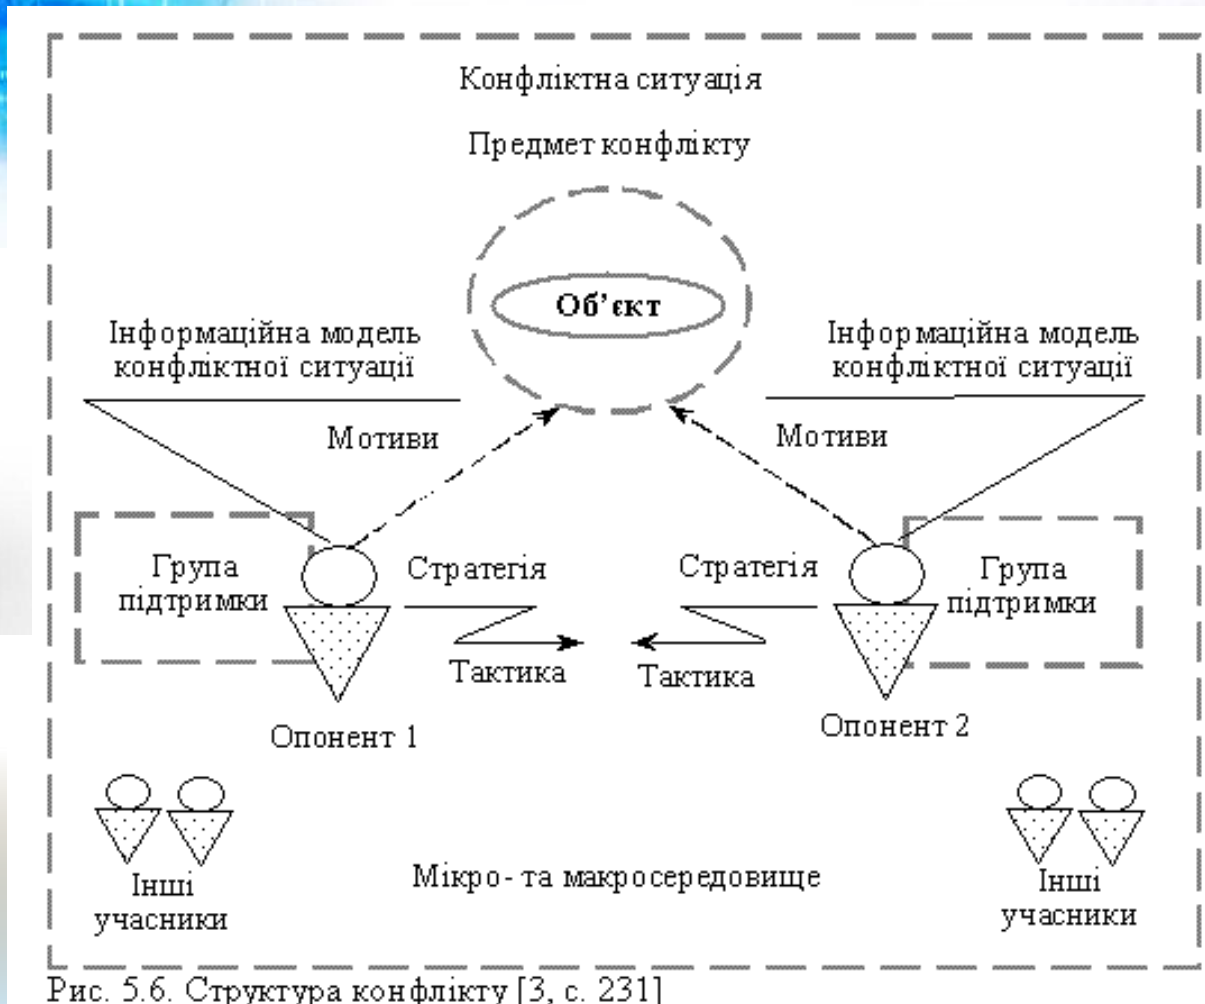 Конфліктна ситуація
Предмет конфлікту
Об’єкт
Інформаційна модель
конфліктної ситуації
Інформаційна модель
конфліктної ситуації
Мотиви
Мотиви
Група
підтримки
Стратегія
Стратегія
Група
підтримки
Тактика
Тактика
Опонент 1
Опонент 2
Інші
учасники
Мікро- та макросередовище
Інші
учасники
Рис. 5.6. Структура конфлікту [3, с. 231]